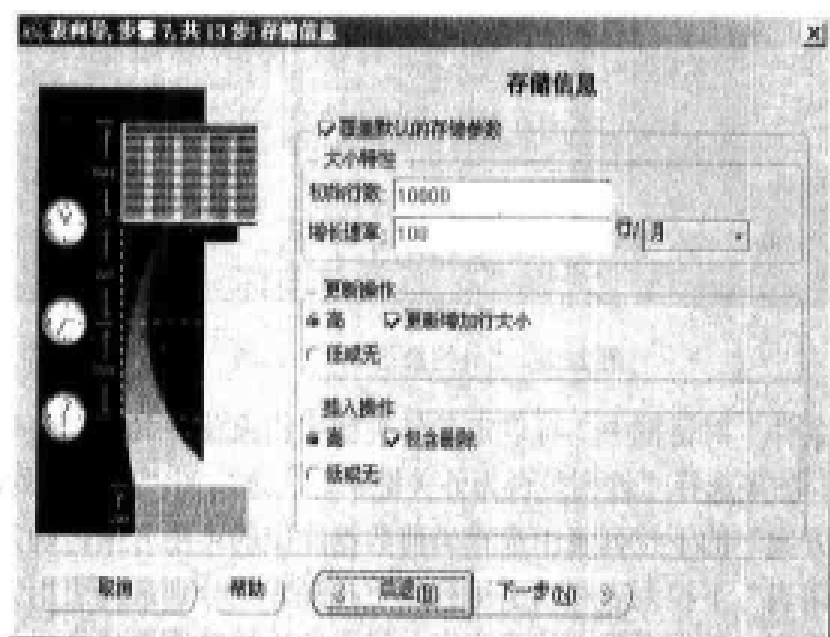 表向导, 步骤 7, 共 13 步: 存储信息
存储信息
覆盖默认的存储参数
大小特性
初始行数: 10000
增长速率: 100 行/ 月
更新操作
高 更新增加行大小
低或无
插入操作
高 包含删除
低或无
取消 帮助 下一步(N)